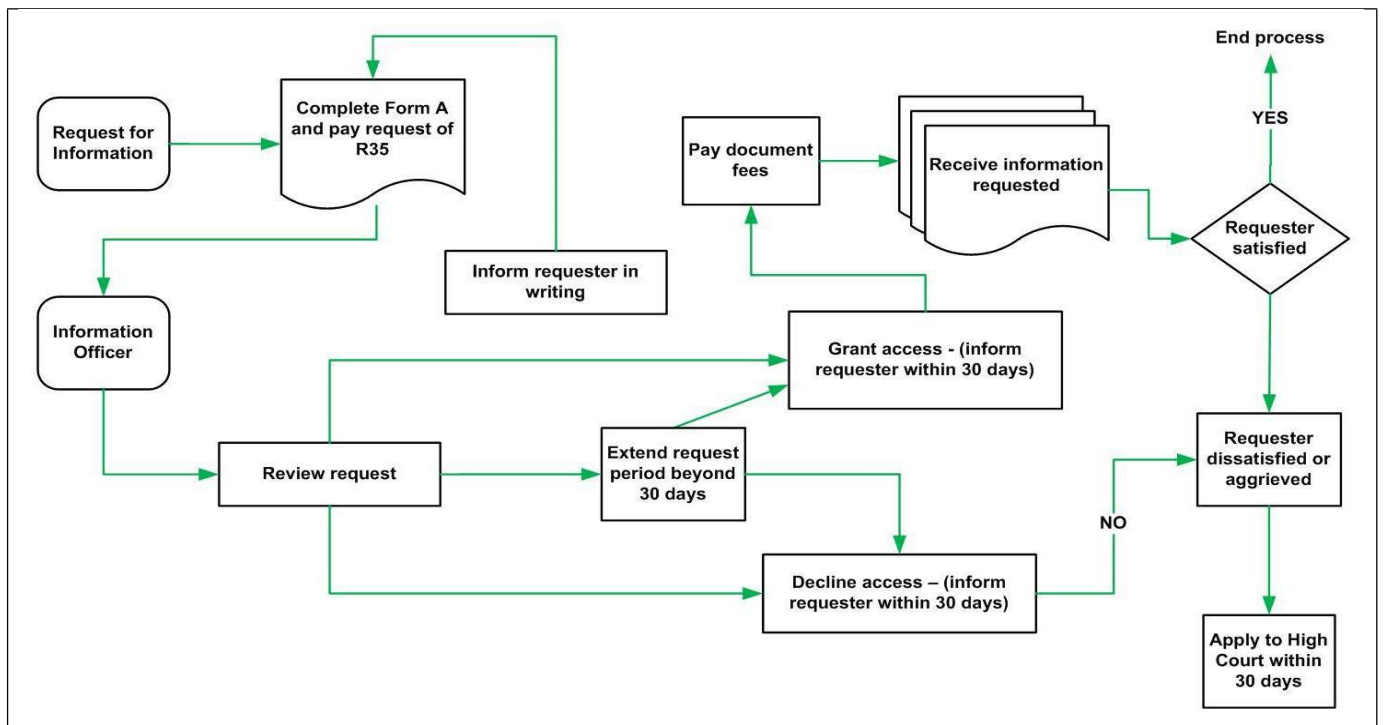 End process
YES
Request for
Information
Complete Form A
and pay request of
R35
Pay document
fees
Receive information
requested
Requester
satisfied
Inform requester in
writing
Information
Officer
Grant access - (inform
requester within 30 days)
Review request
Extend request
period beyond
30 days
Requester
dissatisfied or
aggrieved
NO
Decline access – (inform
requester within 30 days)
Apply to High
Court within
30 days